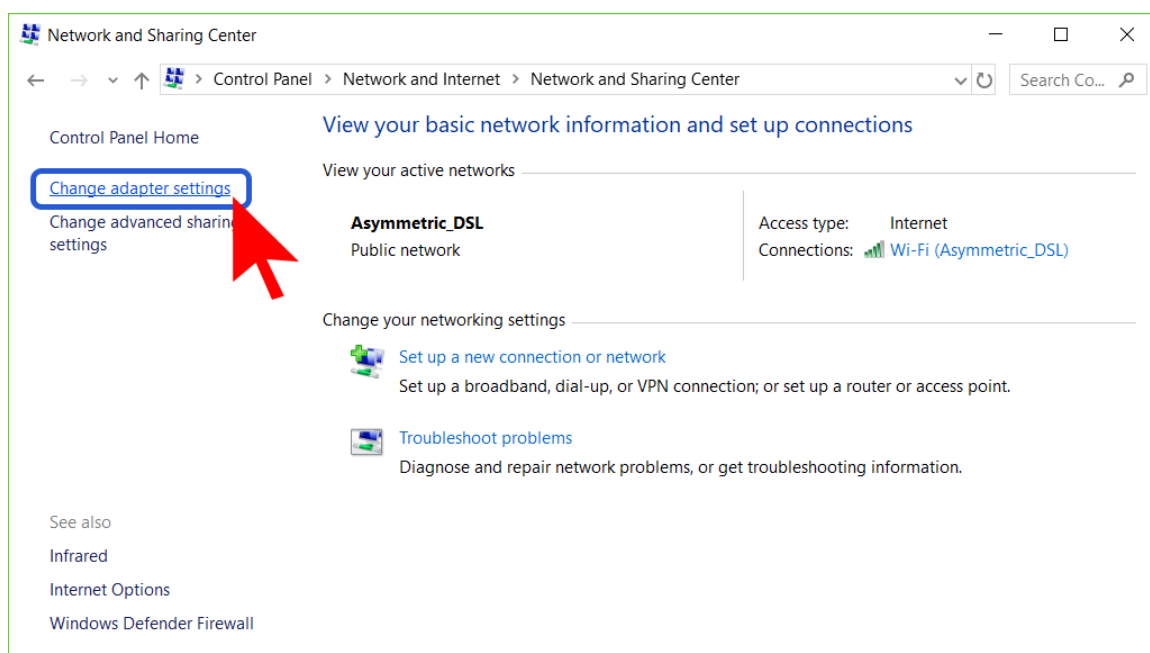 Network and Sharing Center
Control Panel > Network and Internet > Network and Sharing Center
Search Co...
Control Panel Home
View your basic network information and set up connections
Change adapter settings
View your active networks
Change advanced sharing
settings
Asymmetric_DSL
Public network
Access type: Internet
Connections: Wi-Fi (Asymmetric_DSL)
Change your networking settings
Set up a new connection or network
Set up a broadband, dial-up, or VPN connection; or set up a router or access point.
Troubleshoot problems
Diagnose and repair network problems, or get troubleshooting information.
See also
Infrared
Internet Options
Windows Defender Firewall